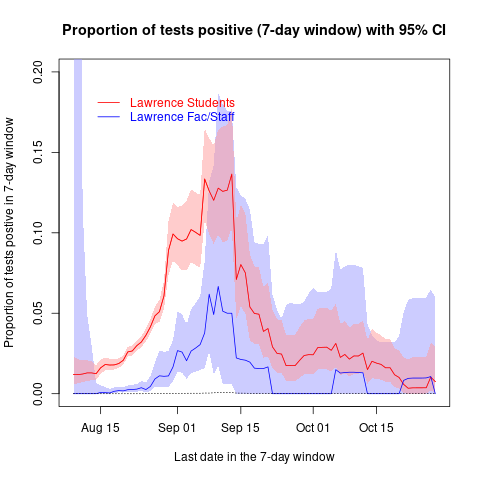 Proportion of tests positive (7-day window) with 95% CI
Proportion of tests postive in 7-day window
0.20
0.15
0.10
0.05
0.00
Lawrence Students
Lawrence Fac/Staff
Aug 15
Sep 01
Sep 15
Oct 01
Oct 15
Last date in the 7-day window